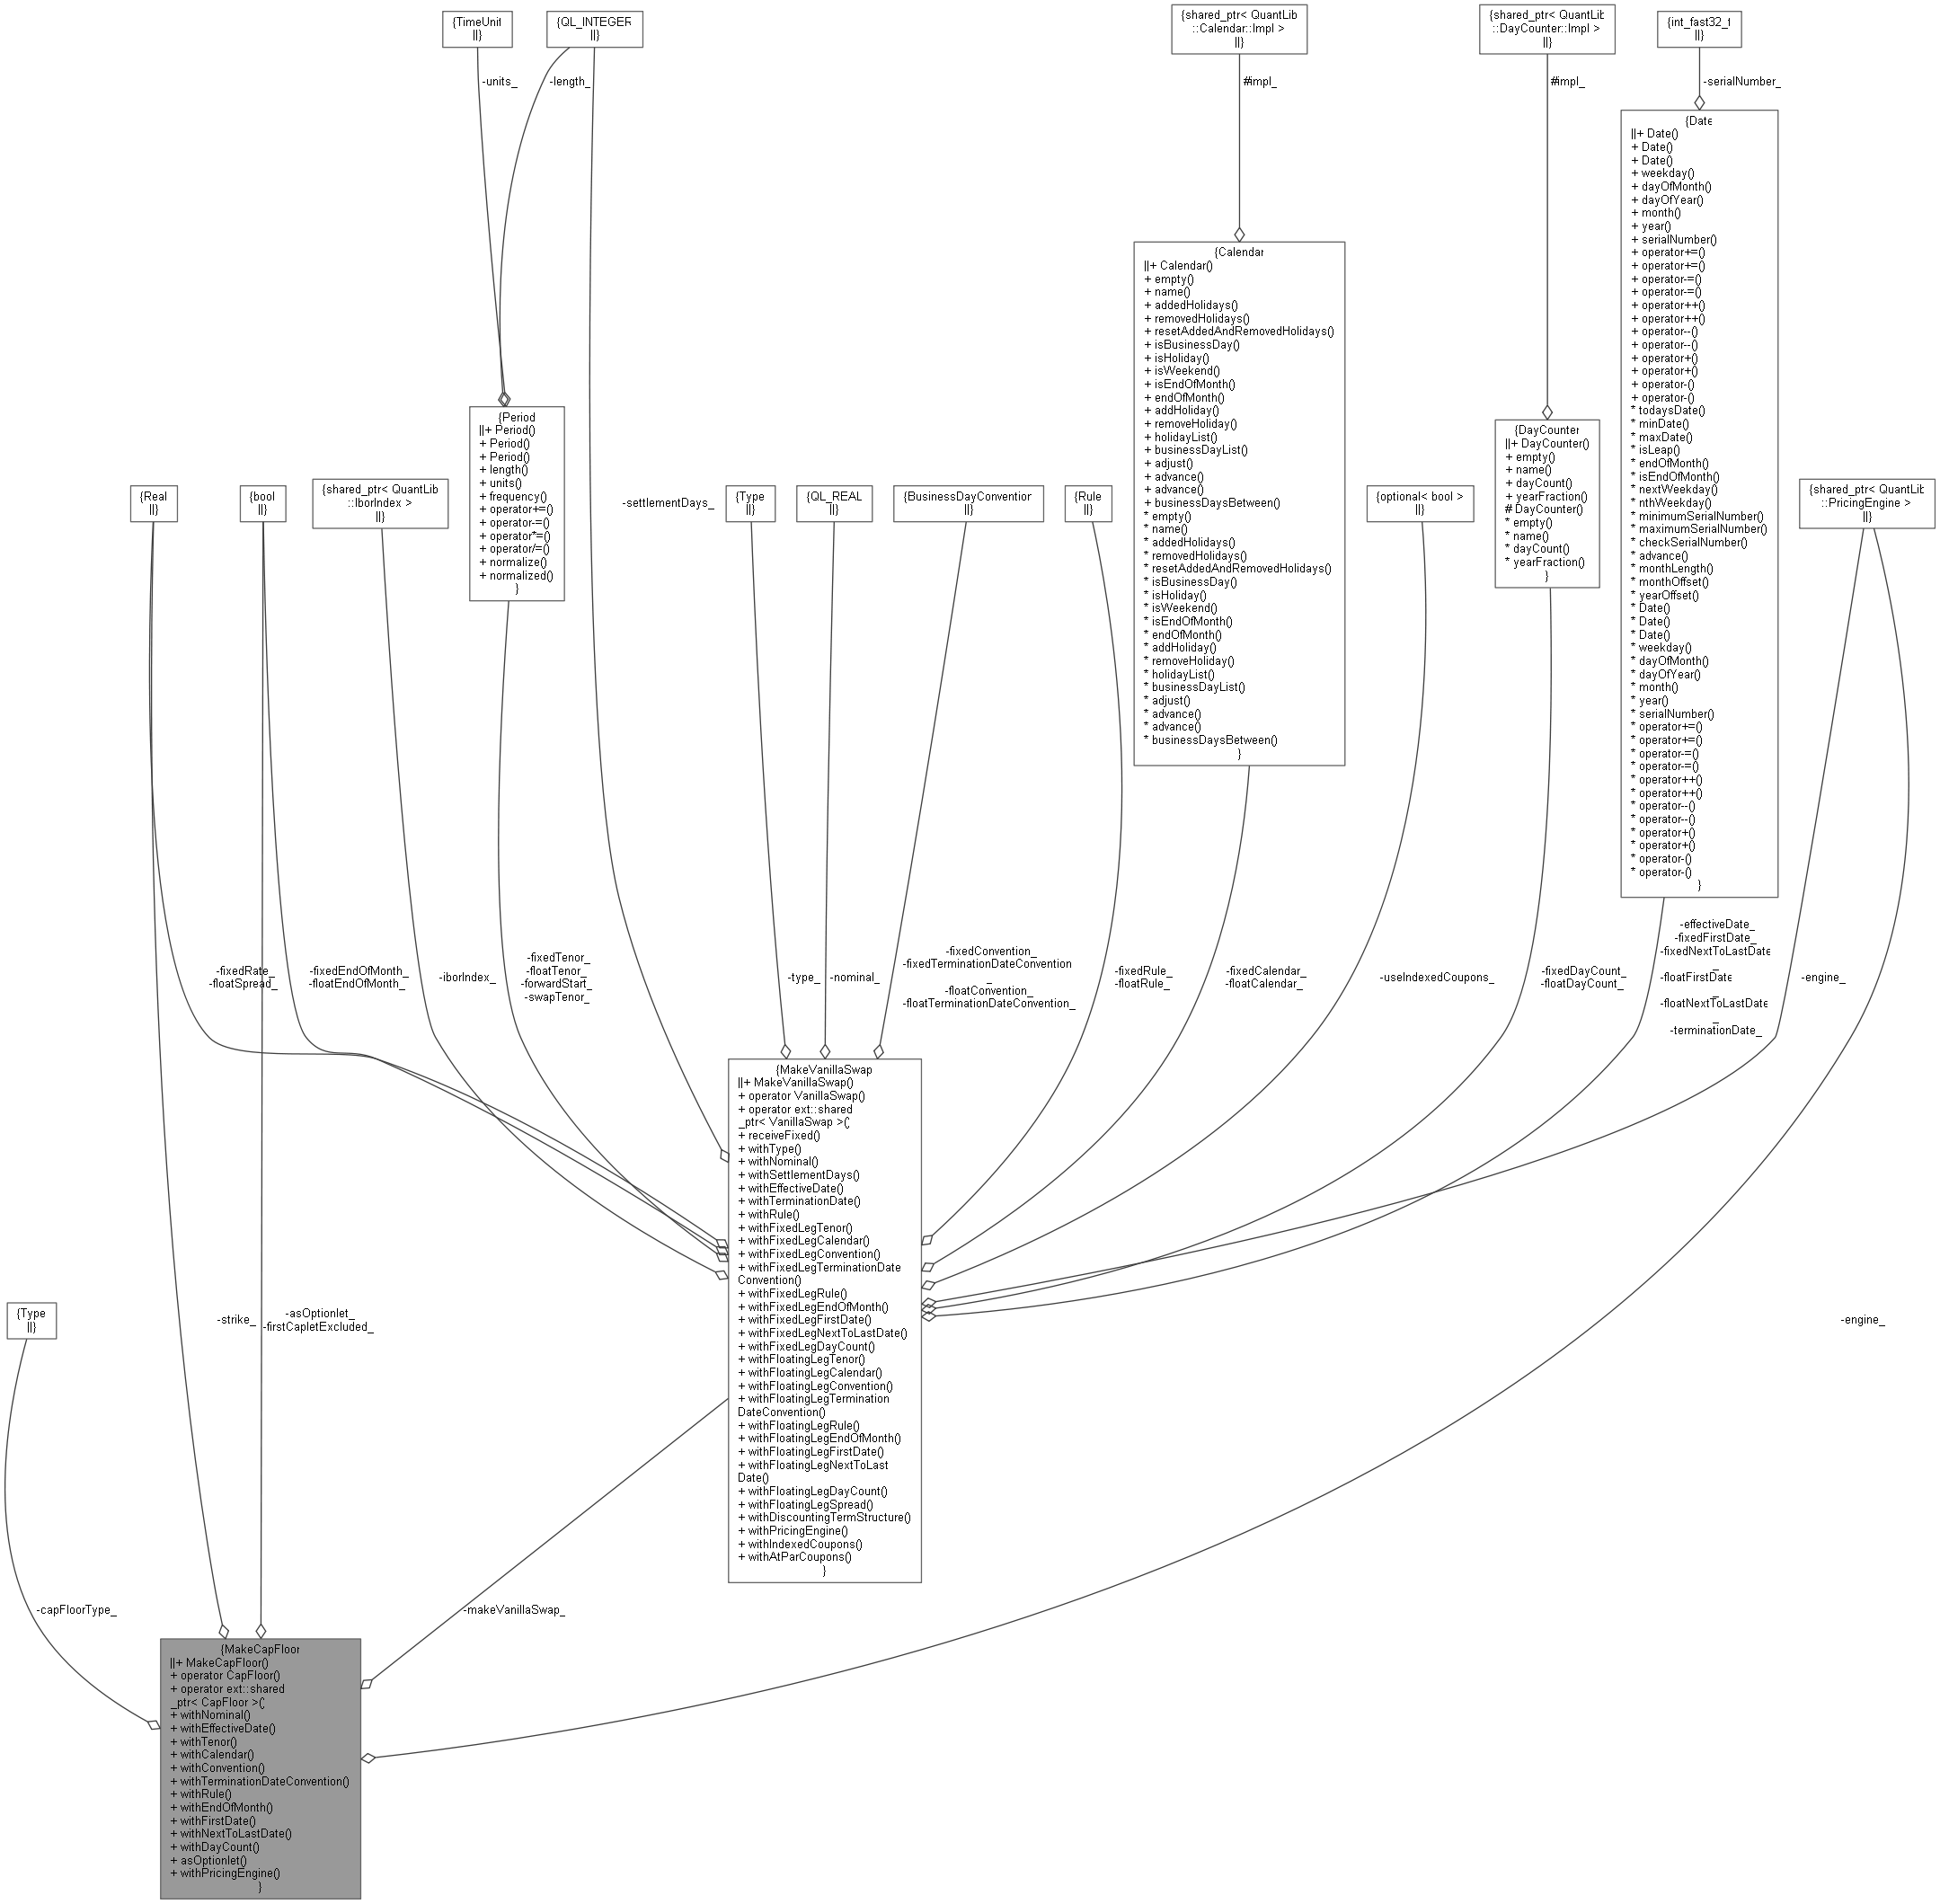 {TimeUnit
||}
{QL_INTEGER
||}
{shared_ptr< QuantLib
::Calendar::Impl >
||}
{shared_ptr< QuantLib
::DayCounter::Impl >
||}
{int_fast32_t
||}
-units_
-length_
#impl_
#impl_
-serialNumber_
{Date
||+ Date()
+ Date()
+ Date()
+ weekday()
+ dayOfMonth()
+ dayOfYear()
+ month()
+ year()
+ serialNumber()
+ operator+=()
+ operator+=()
+ operator-=()
+ operator-=()
+ operator++()
+ operator++()
+ operator--()
+ operator--()
+ operator+()
+ operator+()
+ operator-()
+ operator-()
* todaysDate()
* minDate()
* maxDate()
* isLeap()
* endOfMonth()
* isEndOfMonth()
* nextWeekday()
* nthWeekday()
* minimumSerialNumber()
* maximumSerialNumber()
* checkSerialNumber()
* advance()
* monthLength()
* monthOffset()
* yearOffset()
* Date()
* Date()
* Date()
* weekday()
* dayOfMonth()
* dayOfYear()
* month()
* year()
* serialNumber()
* operator+=()
* operator+=()
* operator-=()
* operator-=()
* operator++()
* operator++()
* operator--()
* operator--()
* operator+()
* operator+()
* operator-()
* operator-()
}
{Calendar
||+ Calendar()
+ empty()
+ name()
+ addedHolidays()
+ removedHolidays()
+ resetAddedAndRemovedHolidays()
+ isBusinessDay()
+ isHoliday()
+ isWeekend()
+ isEndOfMonth()
+ endOfMonth()
+ addHoliday()
+ removeHoliday()
+ holidayList()
+ businessDayList()
+ adjust()
+ advance()
+ advance()
+ businessDaysBetween()
* empty()
* name()
* addedHolidays()
* removedHolidays()
* resetAddedAndRemovedHolidays()
* isBusinessDay()
* isHoliday()
* isWeekend()
* isEndOfMonth()
* endOfMonth()
* addHoliday()
* removeHoliday()
* holidayList()
* businessDayList()
* adjust()
* advance()
* advance()
* businessDaysBetween()
}
{Period
||+ Period()
+ Period()
+ Period()
+ length()
+ units()
+ frequency()
+ operator+=()
+ operator-=()
+ operator*=()
+ operator/=()
+ normalize()
+ normalized()
}
{DayCounter
||+ DayCounter()
+ empty()
+ name()
+ dayCount()
+ yearFraction()
# DayCounter()
* empty()
* name()
* dayCount()
* yearFraction()
}
{Real
||}
{bool
||}
{shared_ptr< QuantLib
::IborIndex >
||}
-settlementDays_
{Type
||}
{QL_REAL
||}
{BusinessDayConvention
||}
{Rule
||}
{optional< bool >
||}
{shared_ptr< QuantLib
::PricingEngine >
||}
-fixedRate_
-floatSpread_
-fixedEndOfMonth_
-floatEndOfMonth_
-iborIndex_
-fixedTenor_
-floatTenor_
-forwardStart_
-swapTenor_
-type_
-nominal_
-fixedConvention_
-fixedTerminationDateConvention
_
-floatConvention_
-floatTerminationDateConvention_
-fixedRule_
-floatRule_
-fixedCalendar_
-floatCalendar_
-useIndexedCoupons_
-fixedDayCount_
-floatDayCount_
-effectiveDate_
-fixedFirstDate_
-fixedNextToLastDate
_
-floatFirstDate
_
-floatNextToLastDate
_
-terminationDate_
-engine_
{MakeVanillaSwap
||+ MakeVanillaSwap()
+ operator VanillaSwap()
+ operator ext::shared
_ptr< VanillaSwap >()
+ receiveFixed()
+ withType()
+ withNominal()
+ withSettlementDays()
+ withEffectiveDate()
+ withTerminationDate()
+ withRule()
+ withFixedLegTenor()
+ withFixedLegCalendar()
+ withFixedLegConvention()
+ withFixedLegTerminationDate
Convention()
+ withFixedLegRule()
+ withFixedLegEndOfMonth()
+ withFixedLegFirstDate()
+ withFixedLegNextToLastDate()
+ withFixedLegDayCount()
+ withFloatingLegTenor()
+ withFloatingLegCalendar()
+ withFloatingLegConvention()
+ withFloatingLegTermination
DateConvention()
+ withFloatingLegRule()
+ withFloatingLegEndOfMonth()
+ withFloatingLegFirstDate()
+ withFloatingLegNextToLast
Date()
+ withFloatingLegDayCount()
+ withFloatingLegSpread()
+ withDiscountingTermStructure()
+ withPricingEngine()
+ withIndexedCoupons()
+ withAtParCoupons()
}
{Type
||}
-strike_
-asOptionlet_
-firstCapletExcluded_
-engine_
-capFloorType_
-makeVanillaSwap_
{MakeCapFloor
||+ MakeCapFloor()
+ operator CapFloor()
+ operator ext::shared
_ptr< CapFloor >()
+ withNominal()
+ withEffectiveDate()
+ withTenor()
+ withCalendar()
+ withConvention()
+ withTerminationDateConvention()
+ withRule()
+ withEndOfMonth()
+ withFirstDate()
+ withNextToLastDate()
+ withDayCount()
+ asOptionlet()
+ withPricingEngine()
}